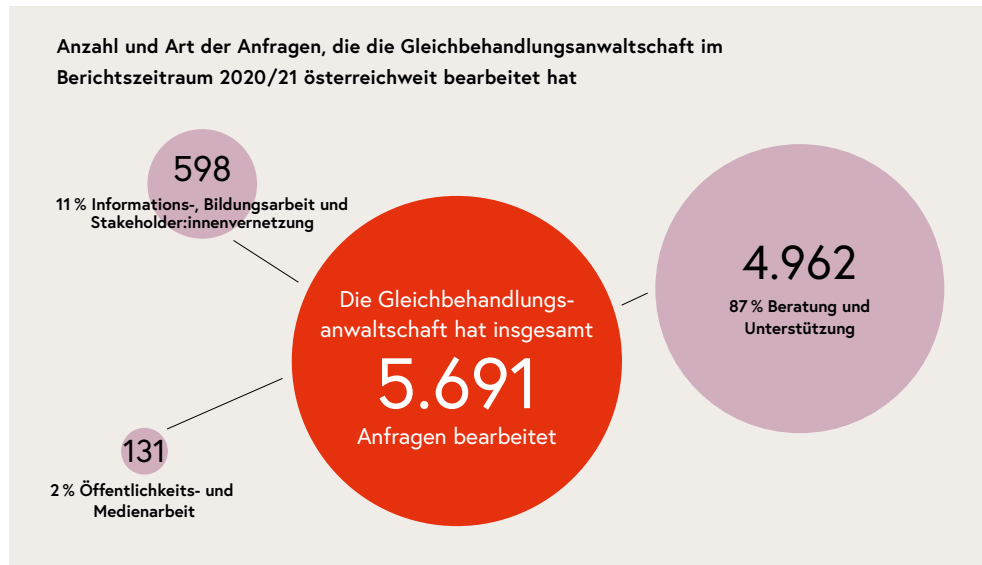 Anzahl und Art der Anfragen, die die Gleichbehandlungsanwaltschaft im
Berichtszeitraum 2020/21 österreichweit bearbeitet hat
598
11 % Informations-, Bildungsarbeit und
Stakeholder:innenvernetzung
Die Gleichbehandlungs-
anwaltschaft hat insgesamt
5.691
Anfragen bearbeitet
4.962
87 % Beratung und
Unterstützung
131
2 % Öffentlichkeits- und
Medienarbeit